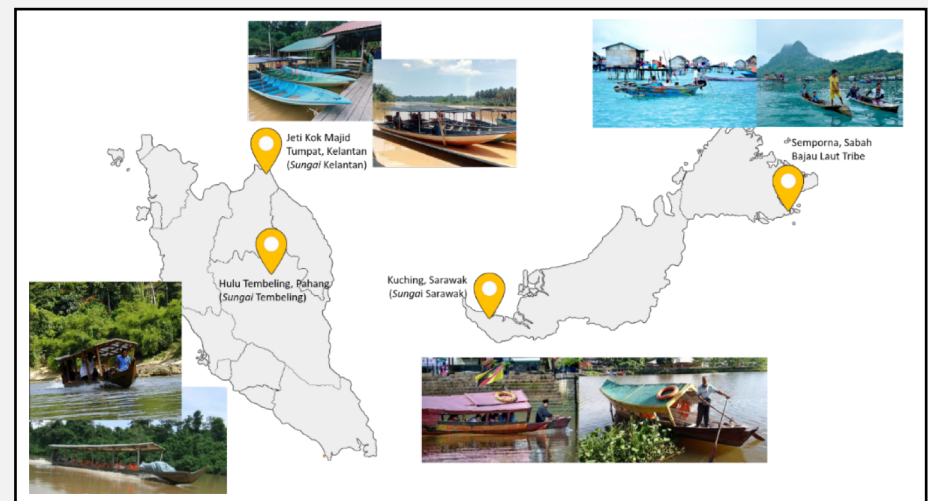 Jeti Kok Majid
Tumpat, Kelantan
(Sungai Kelantan)
Semporna, Sabah
Bajau Laut Tribe
Hulu Tembeling, Pahang
(Sungai Tembeling)
Kuching, Sarawak
(Sungai Sarawak)